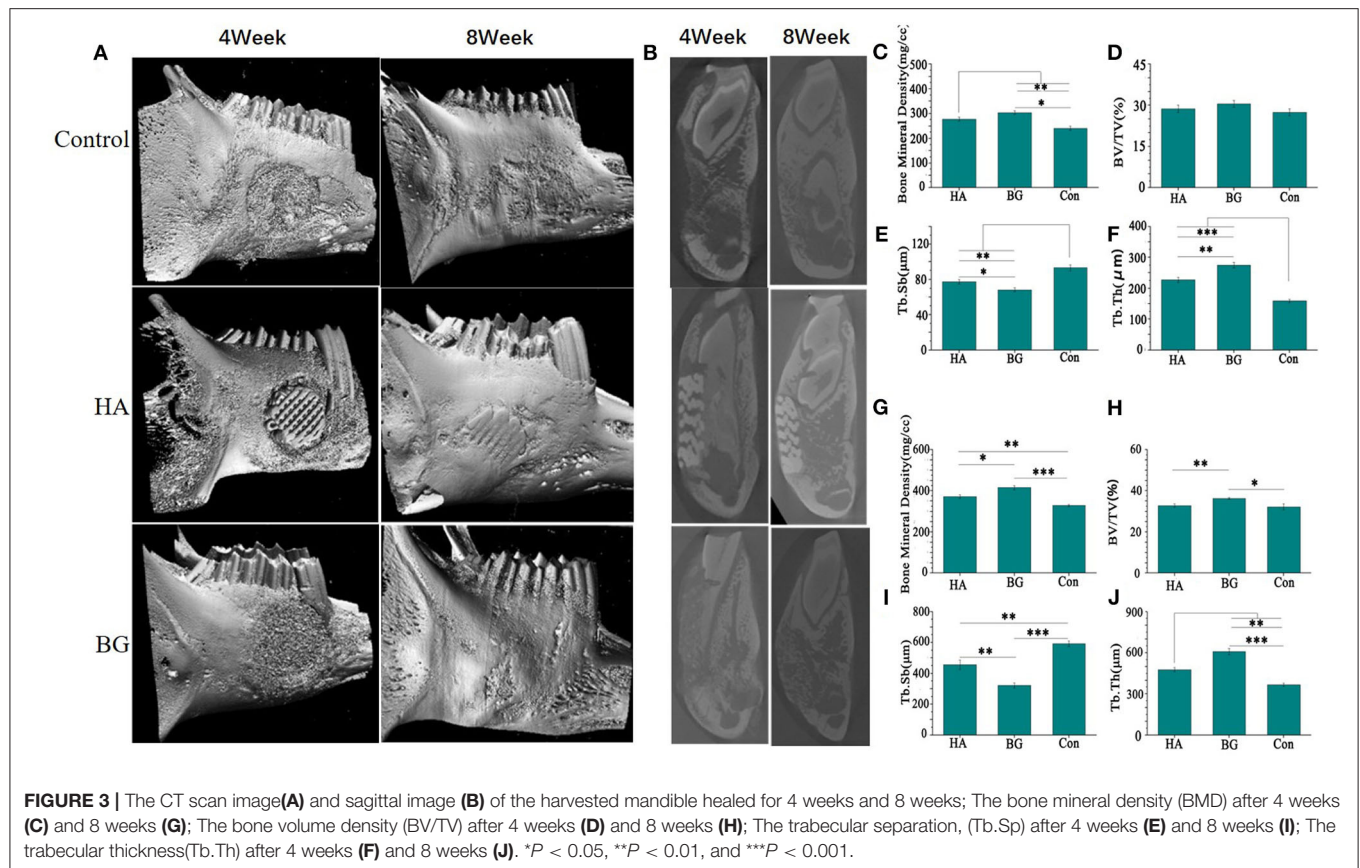 A
4Week
8Week
Control
HA
BG
B
4Week
8Week
C
Bone Mineral Density(mg/cc)
500
400
300
200
100
0
**
*
HA BG Con
D
BV/TV(%)
45
30
15
0
HA BG Con
E
Tb.Sb(μm)
120
80
40
0
**
*
HA BG Con
F
Tb.Th(μm)
400
300
200
100
0
***
**
HA BG Con
G
Bone Mineral Density(mg/cc)
600
400
200
0
**
*
***
HA BG Con
H
BV/TV(%)
60
40
20
0
**
*
HA BG Con
I
Tb.Sb(μm)
800
600
400
200
0
**
***
**
HA BG Con
J
Tb.Th(μm)
900
600
300
0
**
***
HA BG Con
FIGURE 3 | The CT scan image(A) and sagittal image (B) of the harvested mandible healed for 4 weeks and 8 weeks; The bone mineral density (BMD) after 4 weeks
(C) and 8 weeks (G); The bone volume density (BV/TV) after 4 weeks (D) and 8 weeks (H); The trabecular separation, (Tb.Sp) after 4 weeks (E) and 8 weeks (I); The
trabecular thickness(Tb.Th) after 4 weeks (F) and 8 weeks (J). *P < 0.05, **P < 0.01, and ***P < 0.001.